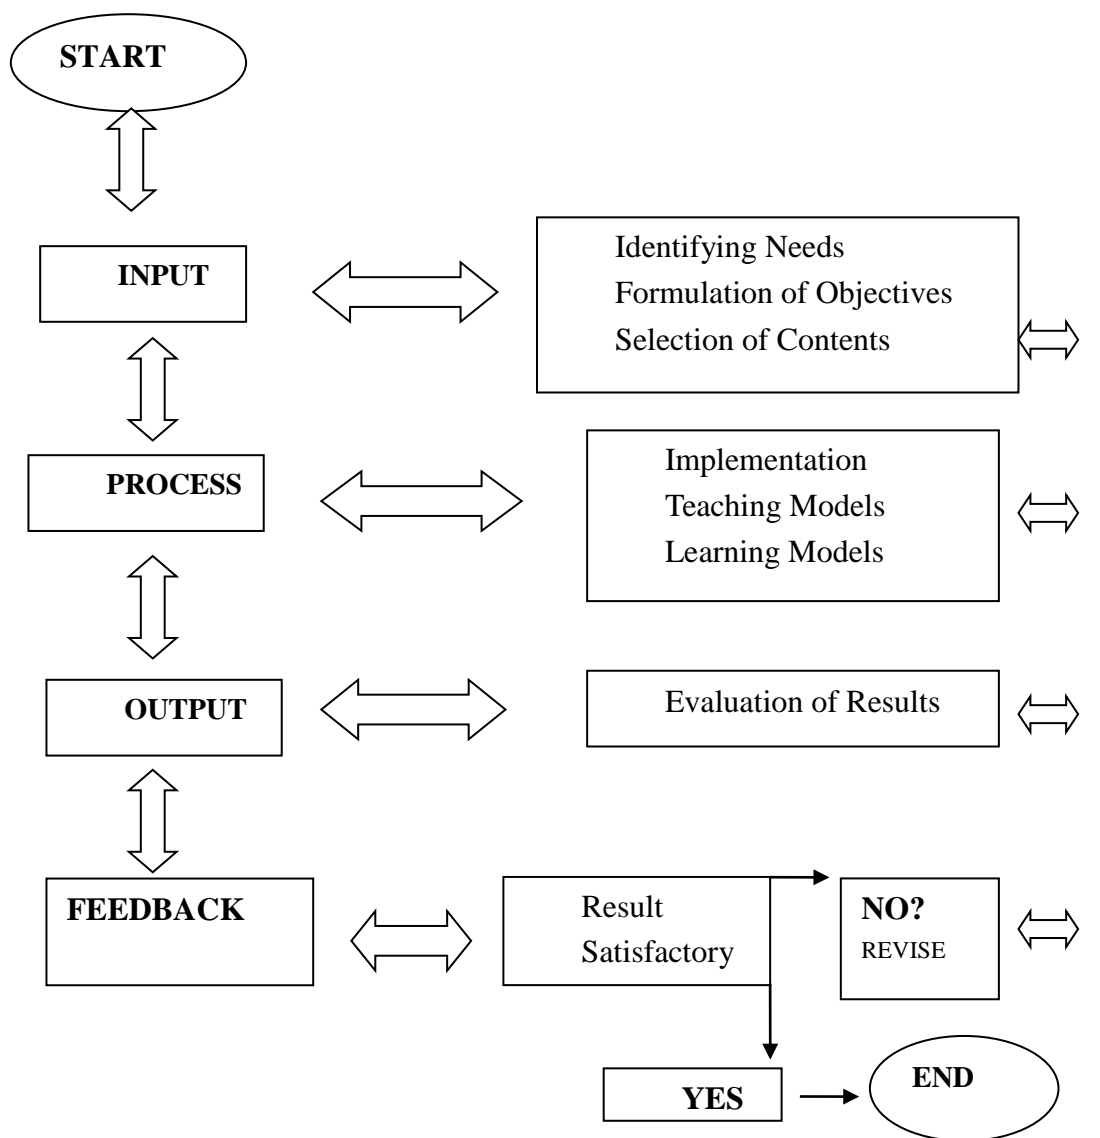 START
INPUT
Identifying Needs
Formulation of Objectives
Selection of Contents
PROCESS
Implementation
Teaching Models
Learning Models
OUTPUT
Evaluation of Results
FEEDBACK
Result
Satisfactory
NO?
REVISE
YES
END